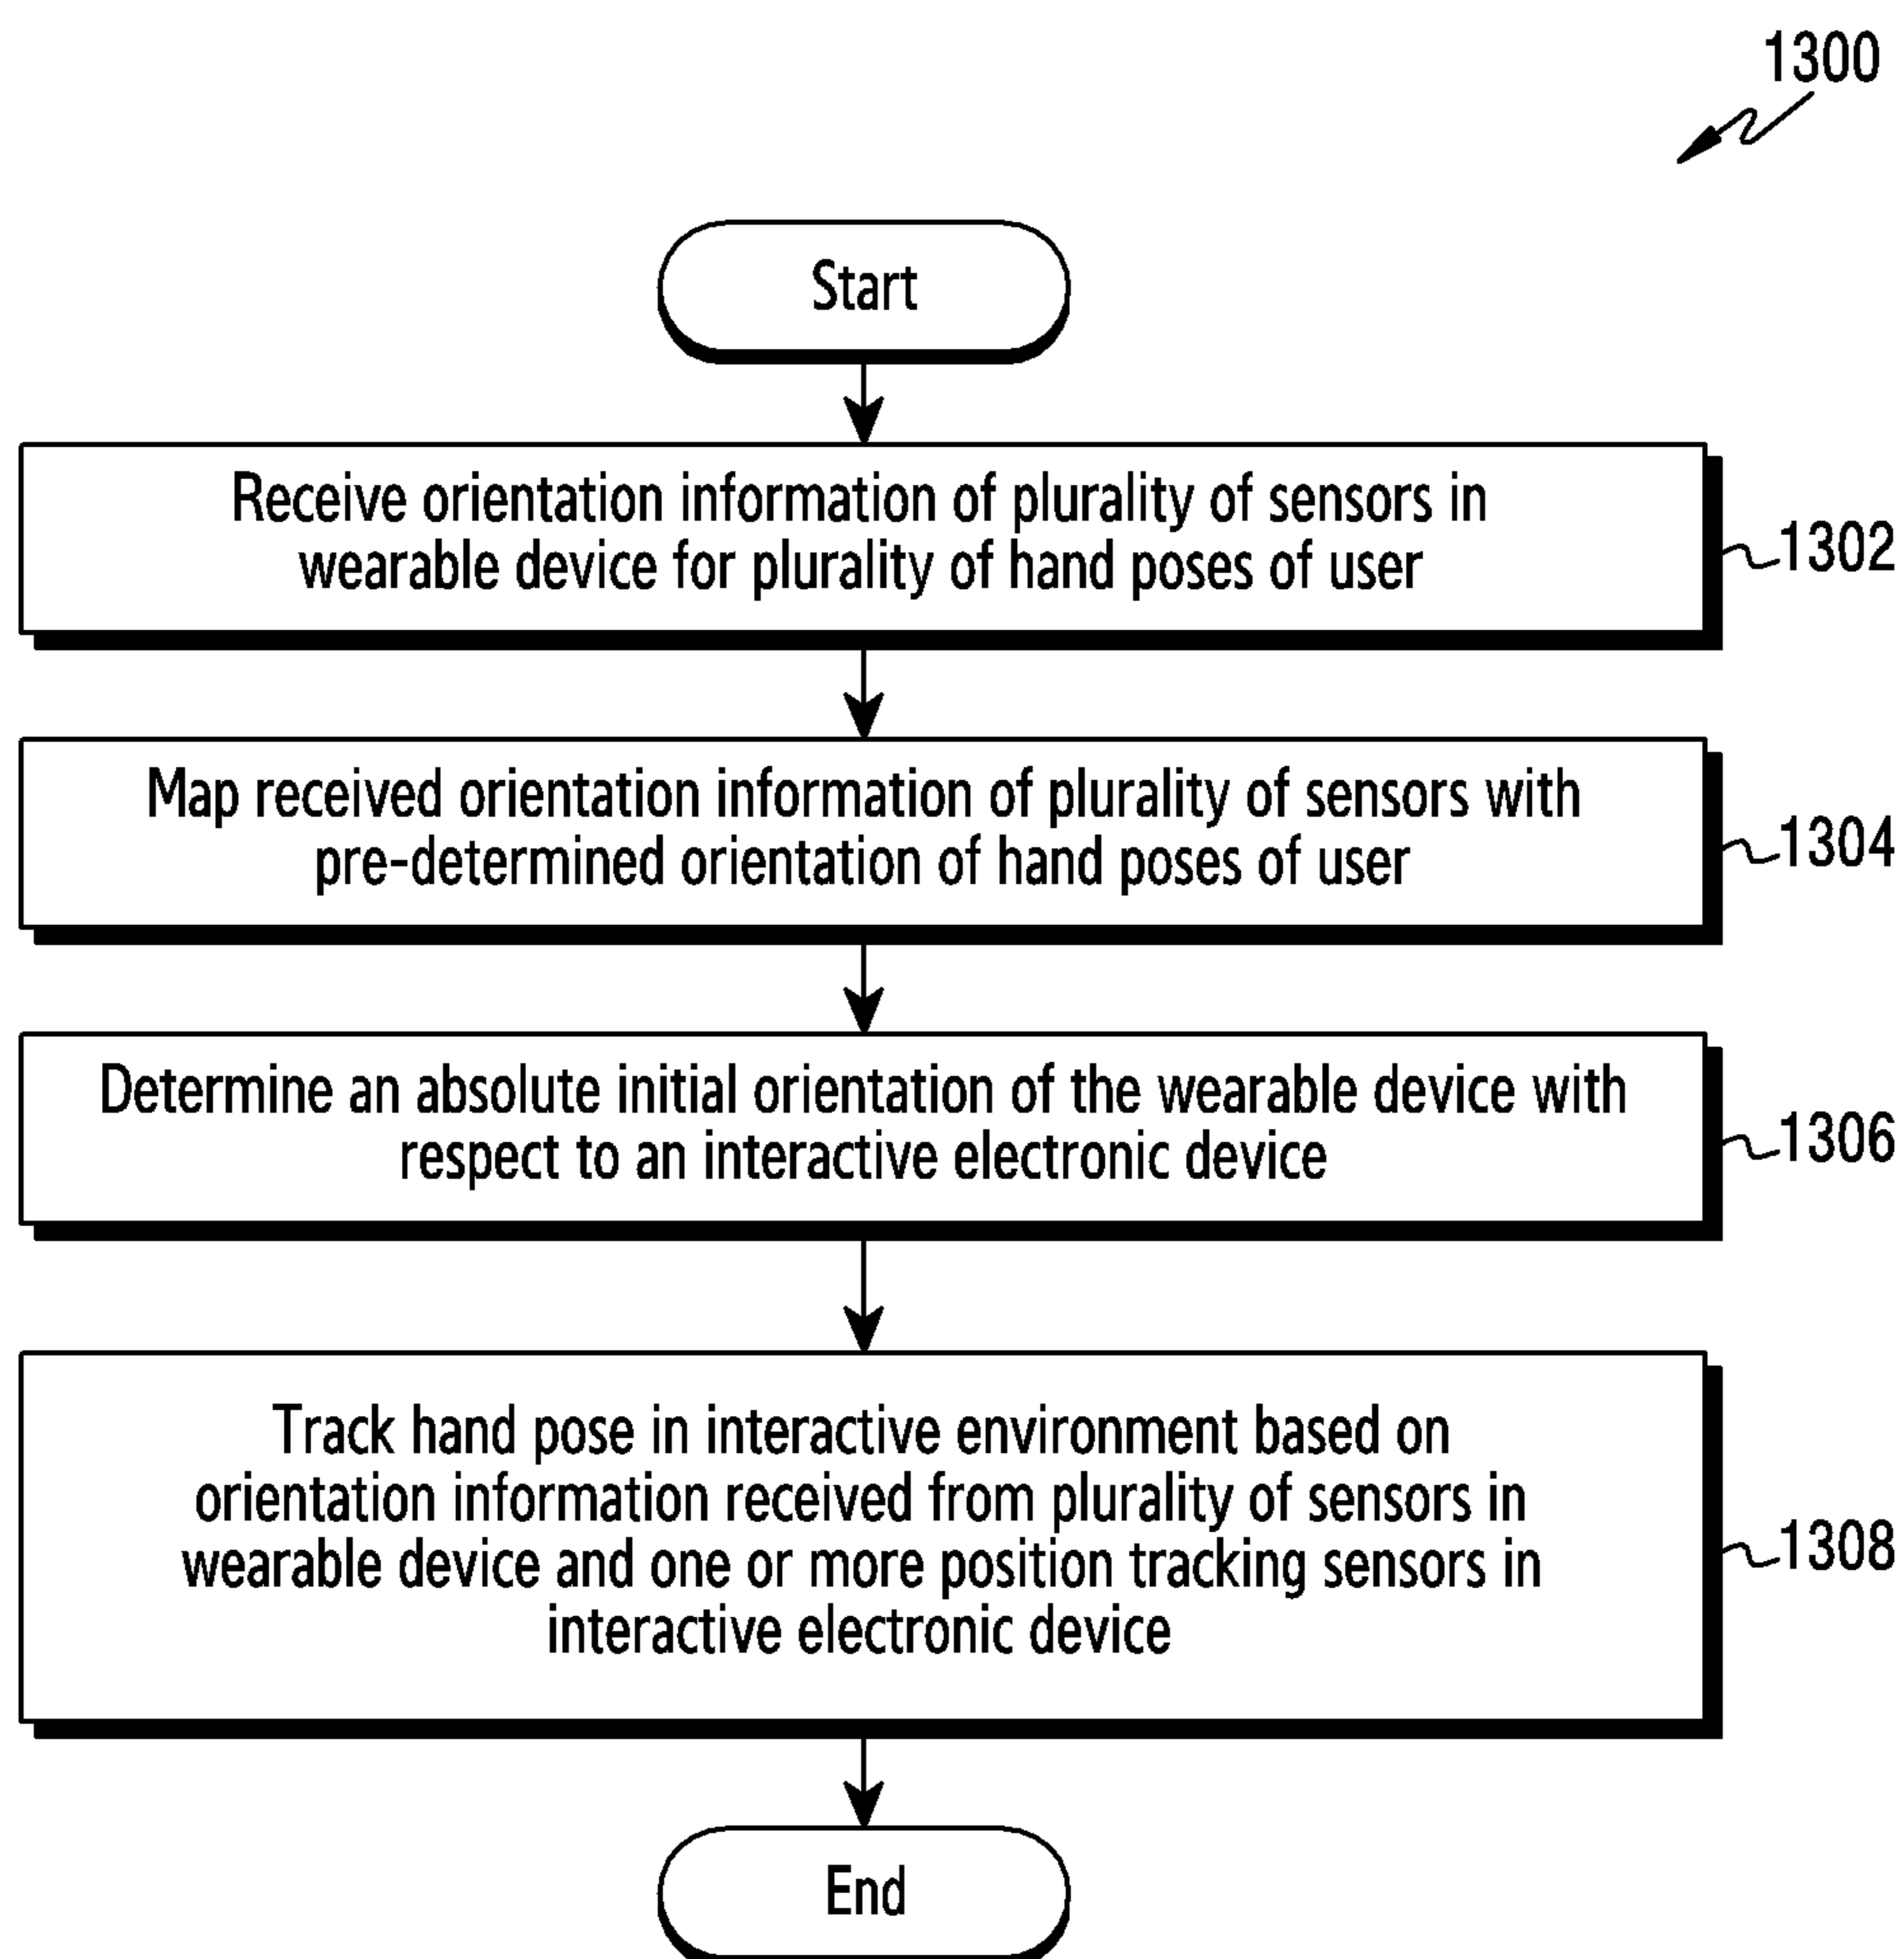 1300
Start
Receive orientation information of plurality of sensors in
wearable device for plurality of hand poses of user
1302
Map received orientation information of plurality of sensors with
pre-determined orientation of hand poses of user
1304
Determine an absolute initial orientation of the wearable device with
respect to an interactive electronic device
1306
Track hand pose in interactive environment based on
orientation information received from plurality of sensors in
wearable device and one or more position tracking sensors in
interactive electronic device
1308
End